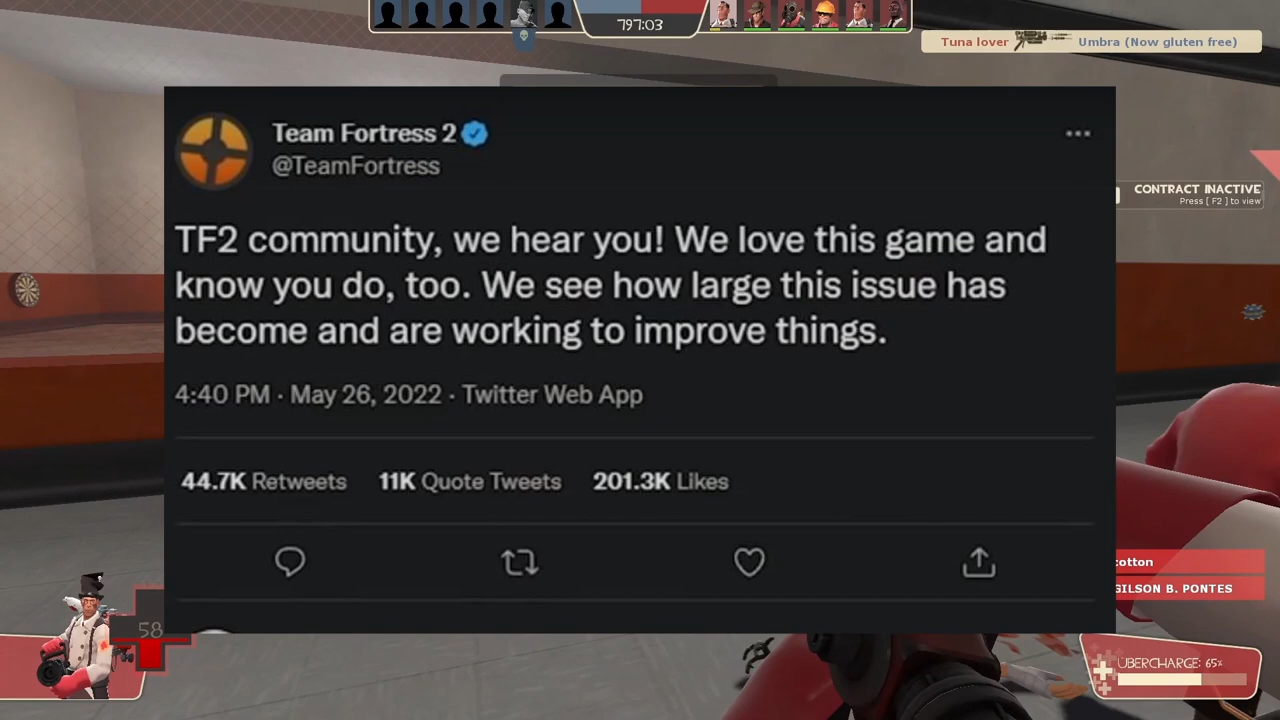 797:03
Tuna lover Umbra (Now gluten free)
Team Fortress 2
@TeamFortress
CONTRACT INACTIVE
Press [ F2 ] to view
TF2 community, we hear you! We love this game and
know you do, too. We see how large this issue has
become and are working to improve things.
4:40 PM · May 26, 2022 · Twitter Web App
44.7K Retweets 11K Quote Tweets 201.3K Likes
cotton
GILSON B. PONTES
58
ÜBERCHARGE: 65%